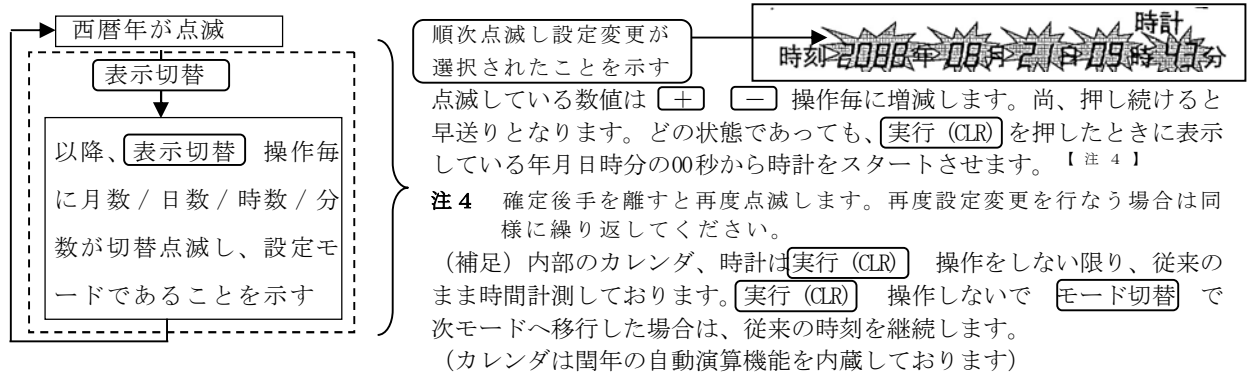 西暦年が点滅
表示切替
以降、表示切替 操作毎
に月数/日数/時数/分
数が切替点滅し、設定モ
ードであることを示す
順次点滅し設定変更が
選択されたことを示す
時計
時刻2088年08月21日09時43分
点滅している数値は + − 操作毎に増減します。尚、押し続けると
早送りとなります。どの状態であっても、実行(CLR)を押したときに表示
している年月日時分の00秒から時計をスタートさせます。【注4】
注4 確定後手を離すと再度点滅します。再度設定変更を行なう場合は同
様に繰り返してください。
(補足)内部のカレンダ、時計は実行(CLR) 操作をしない限り、従来の
まま時間計測しております。実行(CLR) 操作しないで モード切替 で
次モードへ移行した場合は、従来の時刻を継続します。
(カレンダは閏年の自動演算機能を内蔵しております)